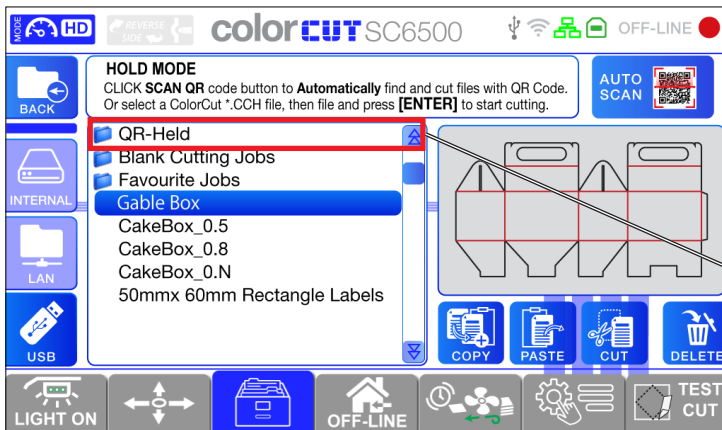 MODE
HD
REVERSE
SIDE
colorcut SC6500
OFF-LINE
BACK
HOLD MODE
CLICK SCAN QR code button to Automatically find and cut files with QR Code.
Or select a ColorCut *.CCH file, then file and press [ENTER] to start cutting.
AUTO
SCAN
QR-Held
Blank Cutting Jobs
Favourite Jobs
Gable Box
CakeBox_0.5
CakeBox_0.8
CakeBox_0.N
50mmx 60mm Rectangle Labels
INTERNAL
LAN
USB
COPY
PASTE
CUT
DELETE
LIGHT ON
OFF-LINE
TEST
CUT